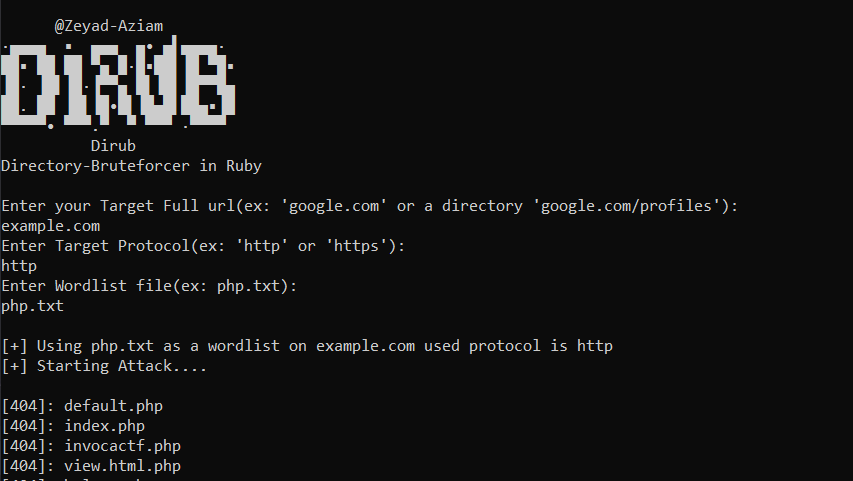 @Zeyad-Aziam
DIRUB
Dirub
Directory-Bruteforcer in Ruby
Enter your Target Full url(ex: 'google.com' or a directory 'google.com/profiles'):
example.com
Enter Target Protocol(ex: 'http' or 'https'):
http
Enter Wordlist file(ex: php.txt):
php.txt
[+] Using php.txt as a wordlist on example.com used protocol is http
[+] Starting Attack....
[404]: default.php
[404]: index.php
[404]: invocactf.php
[404]: view.html.php